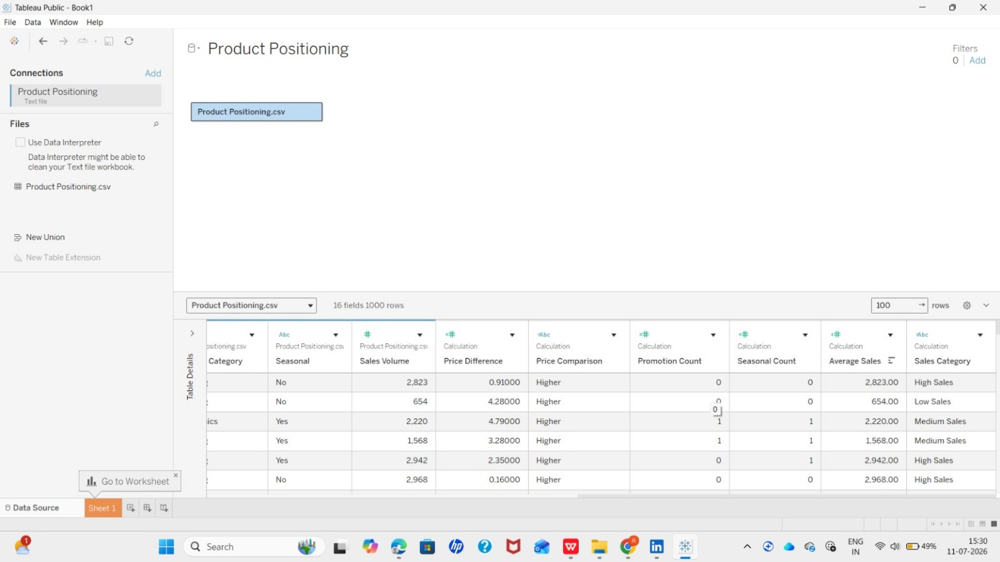 Tableau Public - Book1
File Data Window Help
Connections Add
Product Positioning
Text file
Files
Use Data Interpreter
Data Interpreter might be able to
clean your Text file workbook.
Product Positioning.csv
New Union
New Table Extension
Product Positioning
Filters
0 Add
Product Positioning.csv
Product Positioning.csv 16 fields 1000 rows 100 rows
Table Details
Abc # =# =Abc =# =# =# =Abc
ositioning.csv Product Positioning.csv Product Positioning.csv Calculation Calculation Calculation Calculation Calculation Calculation
Category Seasonal Sales Volume Price Difference Price Comparison Promotion Count Seasonal Count Average Sales Sales Category
No 2,823 0.91000 Higher 0 0 2,823.00 High Sales
No 654 4.28000 Higher 0 0 654.00 Low Sales
0
ics Yes 2,220 4.79000 Higher 1 1 2,220.00 Medium Sales
Yes 1,568 3.28000 Higher 1 1 1,568.00 Medium Sales
Yes 2,942 2.35000 Higher 0 1 2,942.00 High Sales
No 2,968 0.16000 Higher 0 0 2,968.00 High Sales
Go to Worksheet
Data Source Sheet 1
1 Search ENG 49% 15:30
IN 11-07-2026